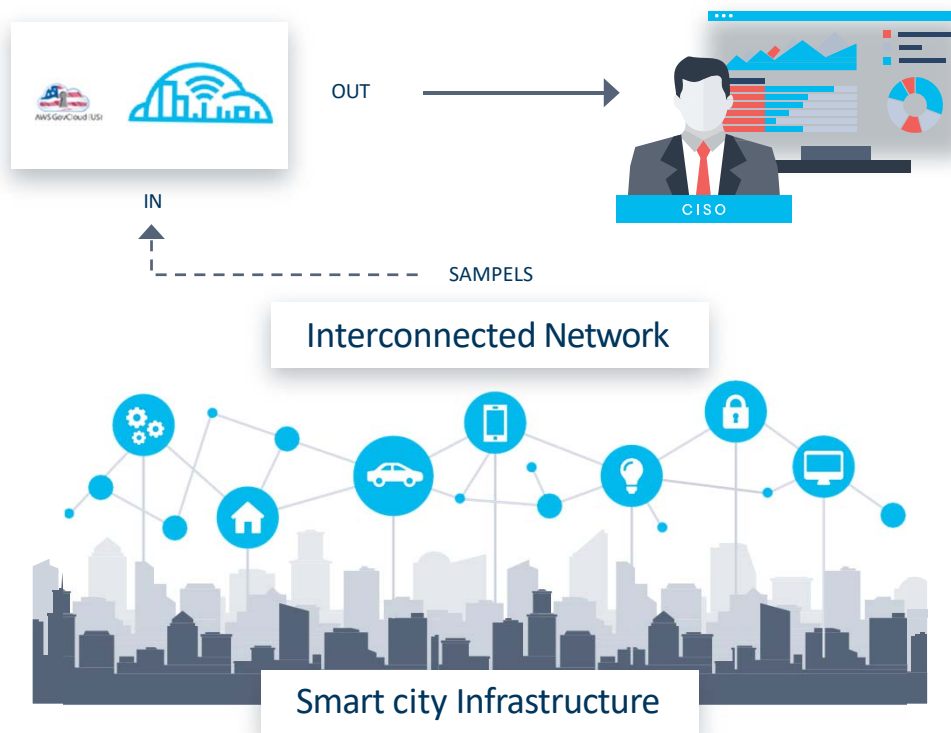 AWS GovCloud (US)
OUT
CISO
IN
SAMPELS
Interconnected Network
Smart city Infrastructure